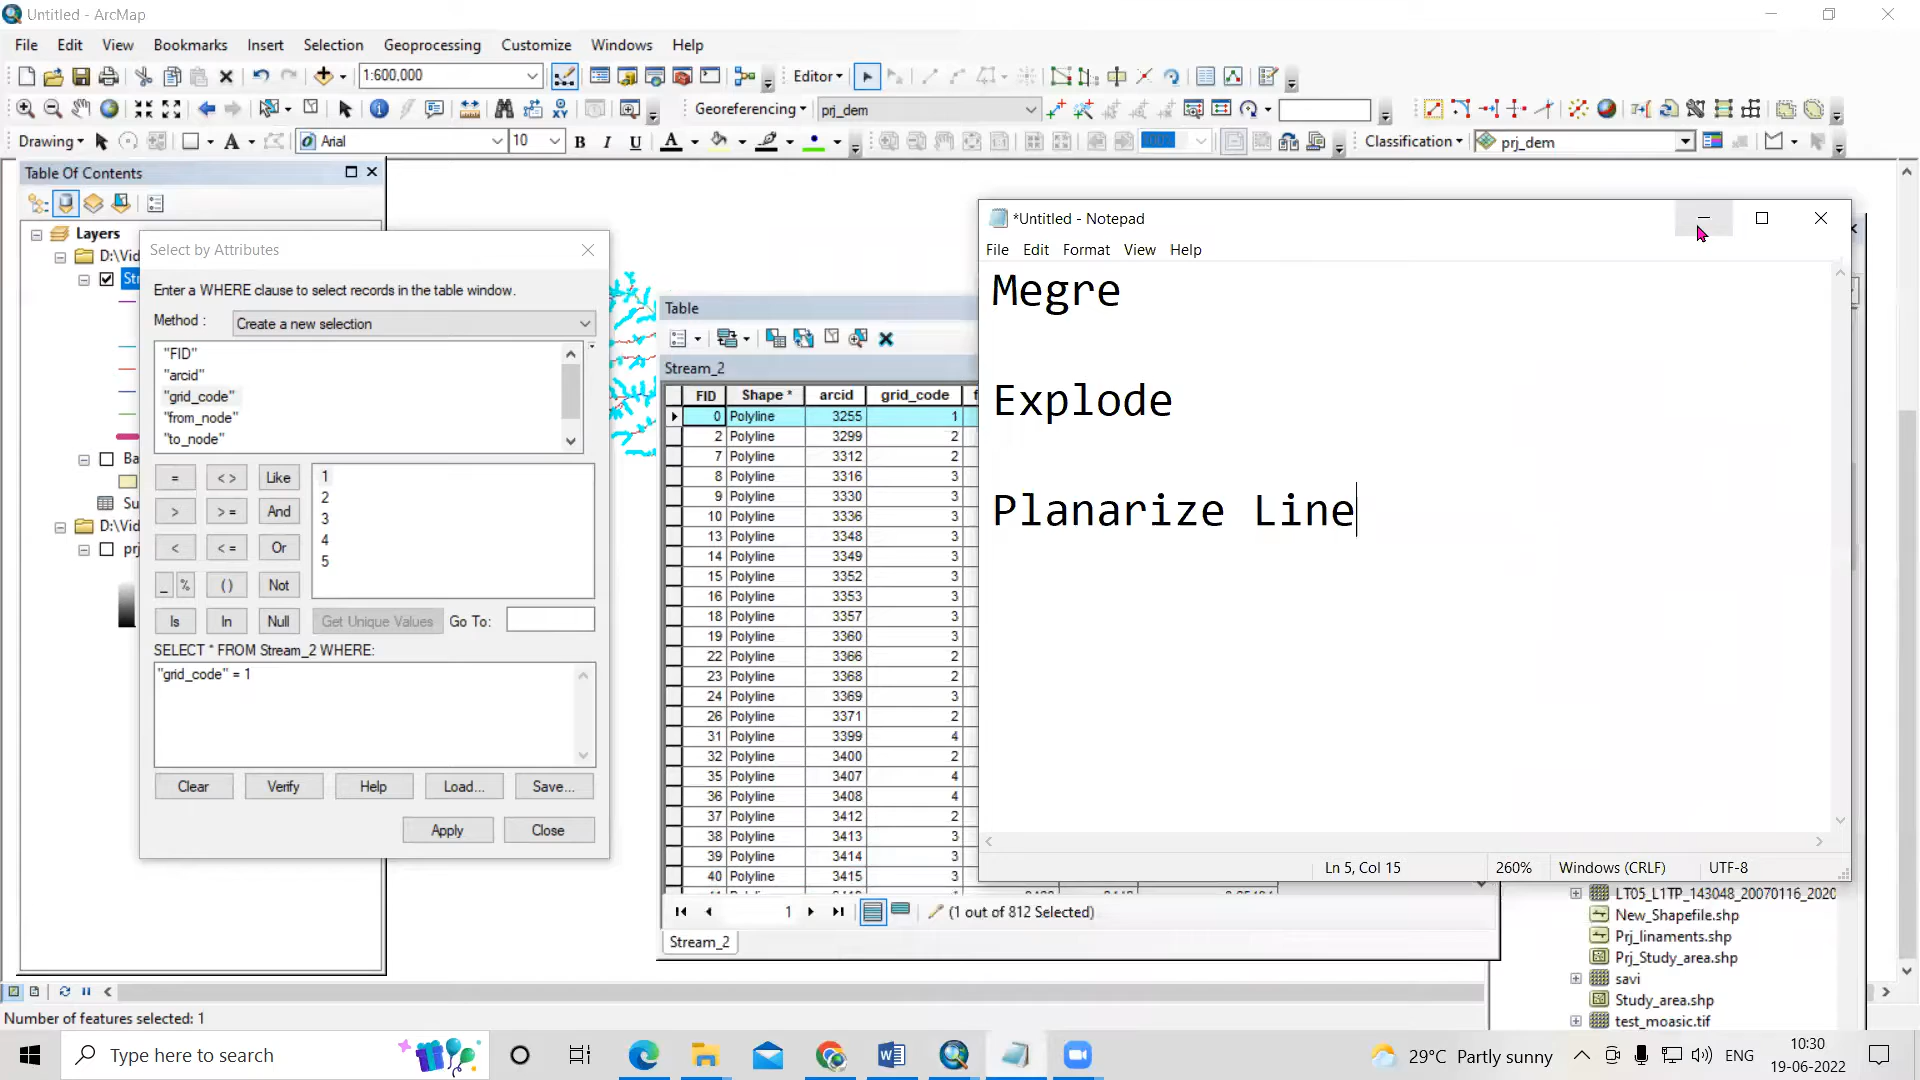 Untitled - ArcMap
File Edit View Bookmarks Insert Selection Geoprocessing Customize Windows Help
1:600,000
Editor
Georeferencing
prj_dem
Drawing
Arial
10
B I U A
Classification
prj_dem
Table Of Contents
Layers
D:\Vid
Str
Ba
Su
D:\Vid
prj
Select by Attributes
Enter a WHERE clause to select records in the table window.
Method :
Create a new selection
"FID"
"arcid"
"grid_code"
"from_node"
"to_node"
= < > Like
> > = And
< < = Or
_ % ( ) Not
Is In Null
1
2
3
4
5
Get Unique Values
Go To:
SELECT * FROM Stream_2 WHERE:
"grid_code" = 1
Clear Verify Help Load... Save...
Apply Close
Table
Stream_2
FID Shape * arcid grid_code f
0 Polyline 3255 1
2 Polyline 3299 2
7 Polyline 3312 2
8 Polyline 3316 3
9 Polyline 3330 3
10 Polyline 3336 3
13 Polyline 3348 3
14 Polyline 3349 3
15 Polyline 3352 3
16 Polyline 3353 3
18 Polyline 3357 3
19 Polyline 3360 3
22 Polyline 3366 2
23 Polyline 3368 2
24 Polyline 3369 3
26 Polyline 3371 2
31 Polyline 3399 4
32 Polyline 3400 2
35 Polyline 3407 4
36 Polyline 3408 4
37 Polyline 3412 2
38 Polyline 3413 3
39 Polyline 3414 3
40 Polyline 3415 3
1
(1 out of 812 Selected)
Stream_2
*Untitled - Notepad
File Edit Format View Help
Megre
Explode
Planarize Line
Ln 5, Col 15
260%
Windows (CRLF)
UTF-8
LT05_L1TP_143048_20070116_2020
New_Shapefile.shp
Prj_linaments.shp
Prj_Study_area.shp
savi
Study_area.shp
test_moasic.tif
Number of features selected: 1
Type here to search
29°C Partly sunny
ENG
10:30
19-06-2022